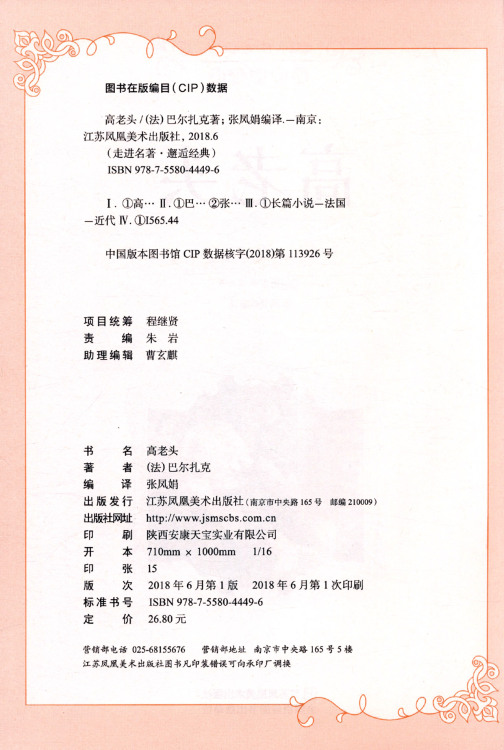 图书在版编目（CIP）数据
高老头 / (法) 巴尔扎克著；张凤娟编译.—南京：
江苏凤凰美术出版社，2018.6
（走进名著·邂逅经典）
ISBN 978-7-5580-4449-6
Ⅰ. ①高… Ⅱ. ①巴… ②张… Ⅲ. ①长篇小说—法国
—近代 Ⅳ. ①I565.44
中国版本图书馆 CIP 数据核字(2018)第 113926 号
项目统筹 程继贤
责编 朱岩
助理编辑 曹玄麒
书名 高老头
著者 (法) 巴尔扎克
编译 张凤娟
出版发行 江苏凤凰美术出版社（南京市中央路 165 号 邮编 210009）
出版社网址 http://www.jsmscbs.com.cn
印刷 陕西安康天宝实业有限公司
开本 710mm × 1000mm 1/16
印张 15
版次 2018 年 6 月第 1 版 2018 年 6 月第 1 次印刷
标准书号 ISBN 978-7-5580-4449-6
定价 26.80 元
营销部电话 025-68155676 营销部地址 南京市中央路 165 号 5 楼
江苏凤凰美术出版社图书凡印装错误可向承印厂调换